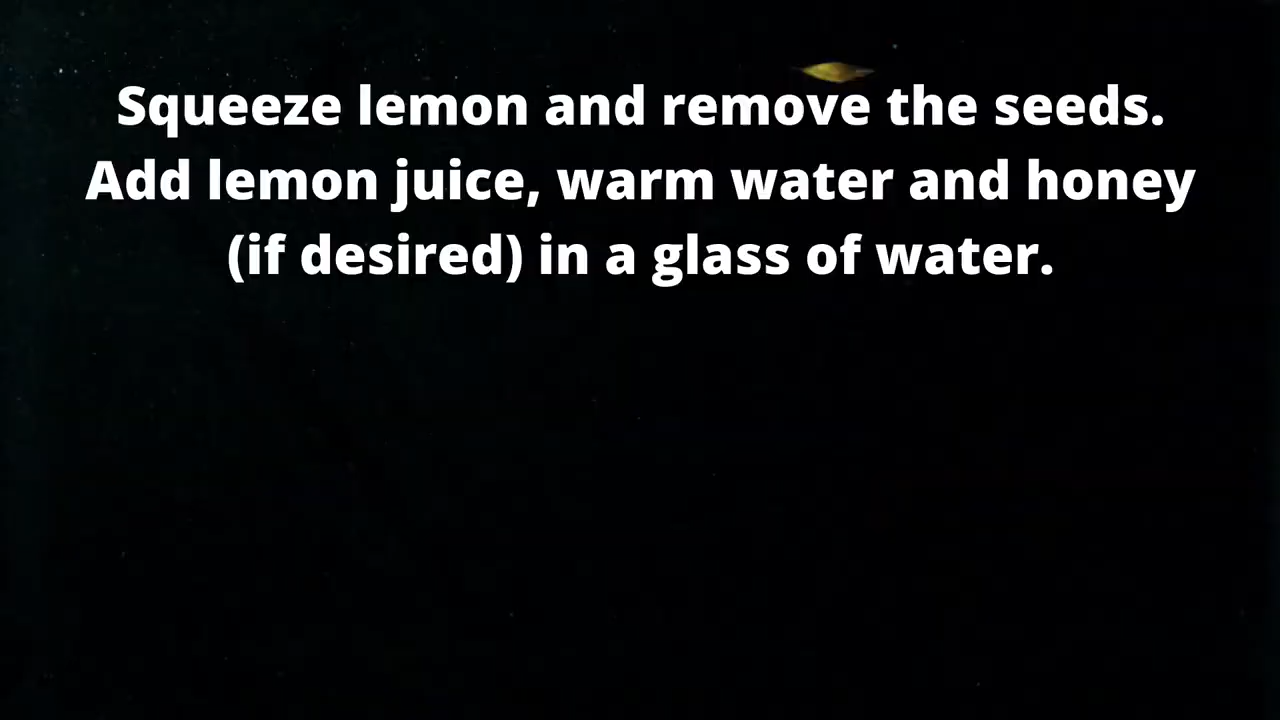 Squeeze lemon and remove the seeds.
Add lemon juice, warm water and honey
(if desired) in a glass of water.